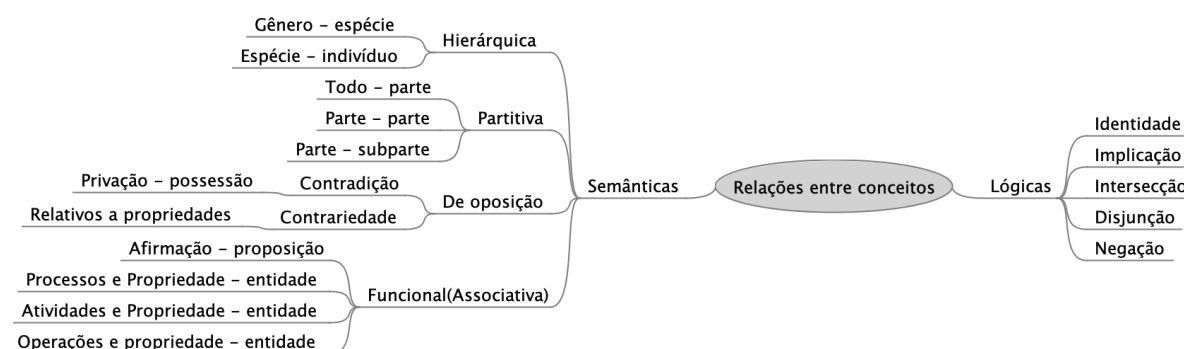 Gênero – espécie
Espécie – indivíduo
Hierárquica
Todo – parte
Parte – parte
Parte – subparte
Partitiva
Privação – possessão
Contradição
Relativos a propriedades
Contrariedade
De oposição
Afirmação – proposição
Processos e Propriedade – entidade
Atividades e Propriedade – entidade
Operações e propriedade – entidade
Funcional(Associativa)
Semânticas
Relações entre conceitos
Lógicas
Identidade
Implicação
Intersecção
Disjunção
Negação